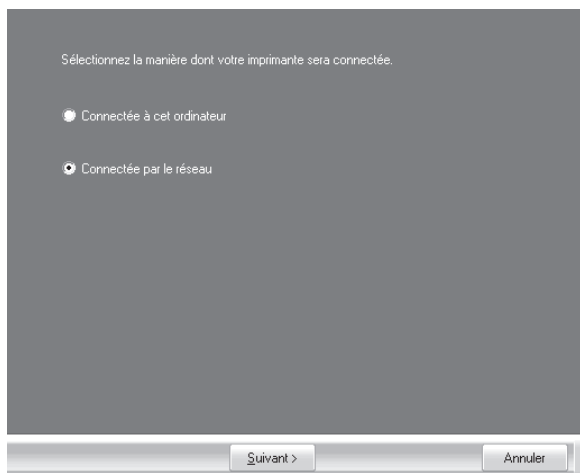 Sélectionnez la manière dont votre imprimante sera connectée.
Connectée à cet ordinateur
Connectée par le réseau
Suivant >
Annuler